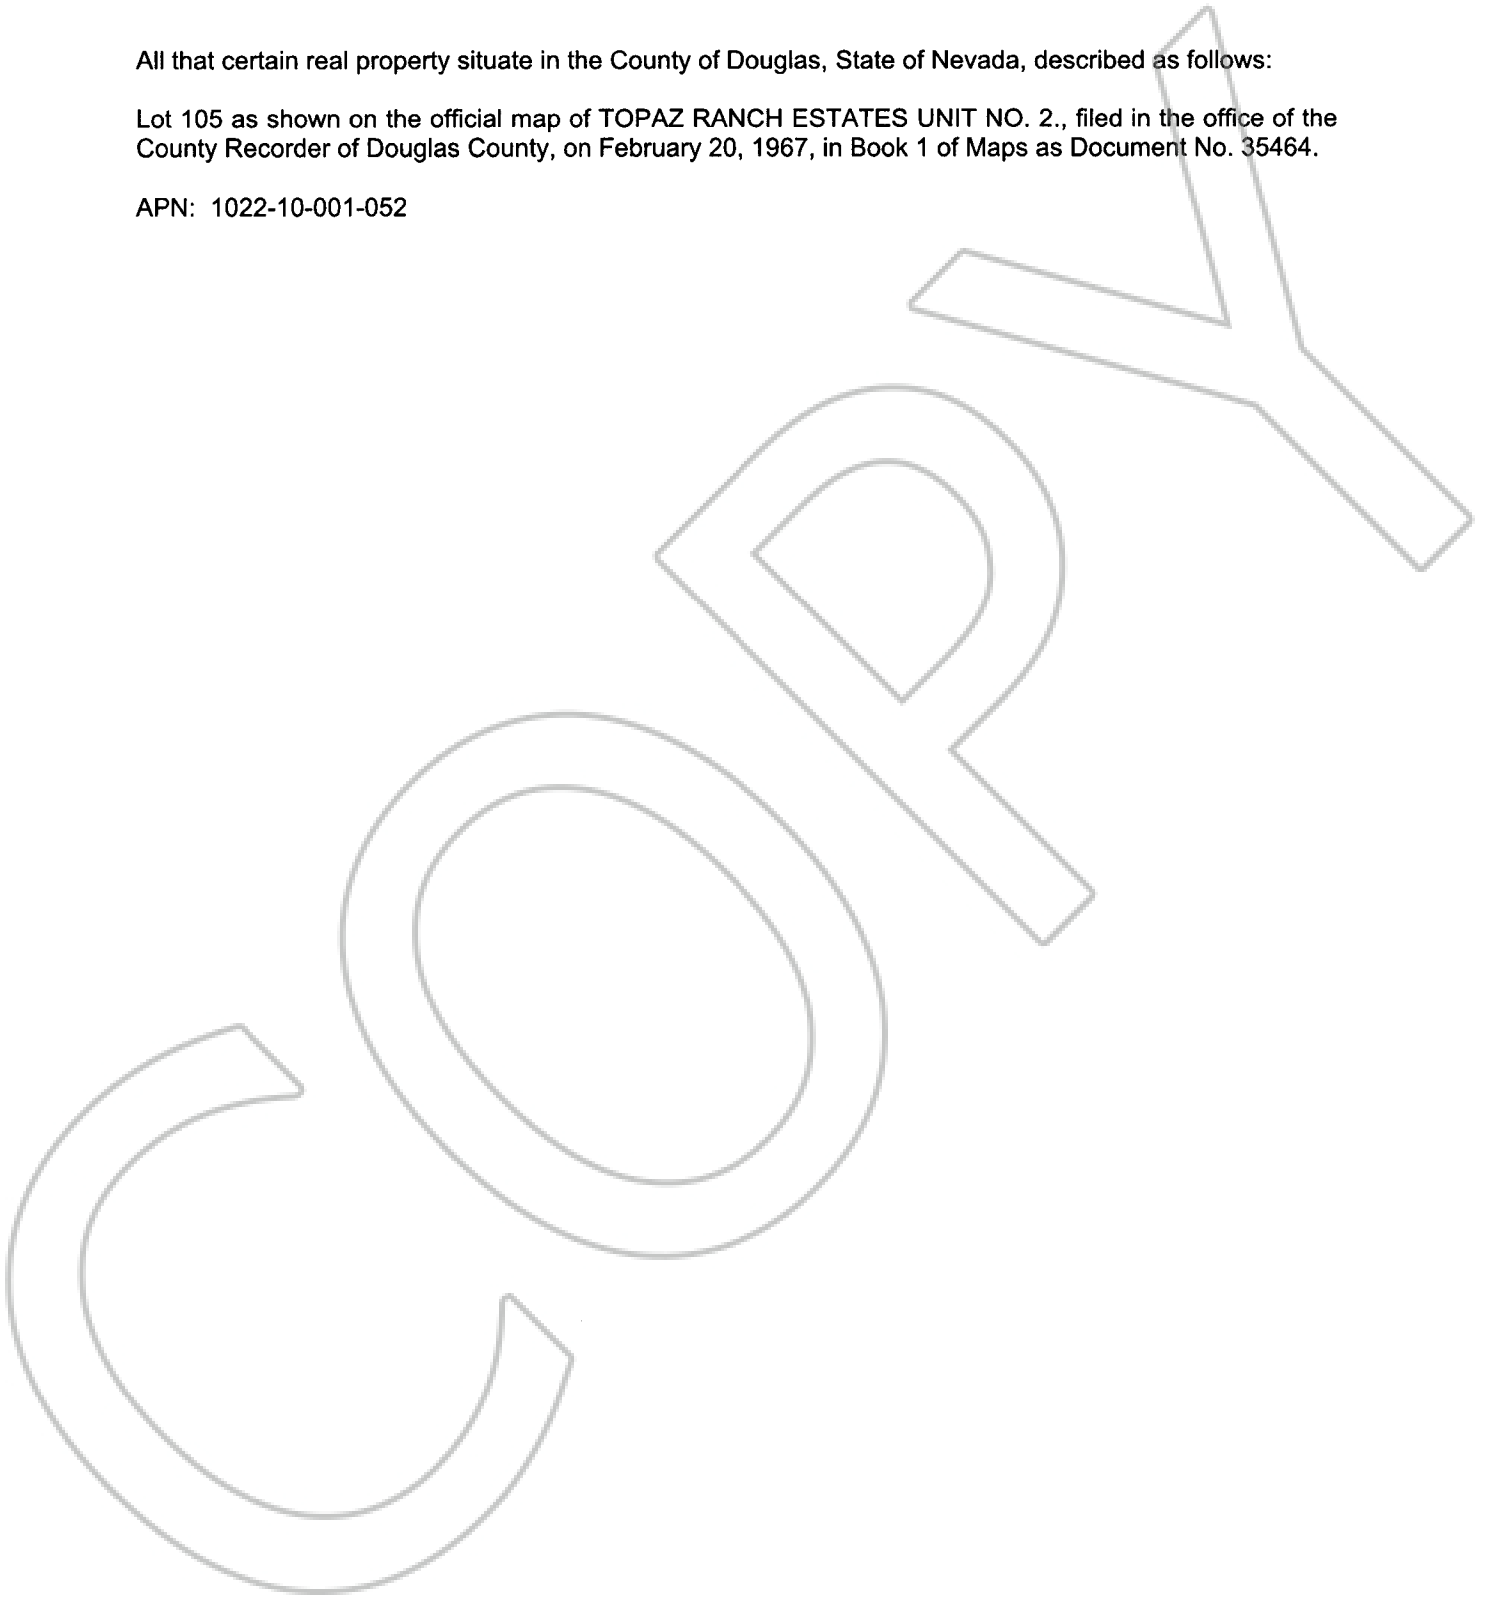 All that certain real property situate in the County of Douglas, State of Nevada, described as follows:
Lot 105 as shown on the official map of TOPAZ RANCH ESTATES UNIT NO. 2., filed in the office of the
County Recorder of Douglas County, on February 20, 1967, in Book 1 of Maps as Document No. 35464.
APN: 1022-10-001-052
COPY